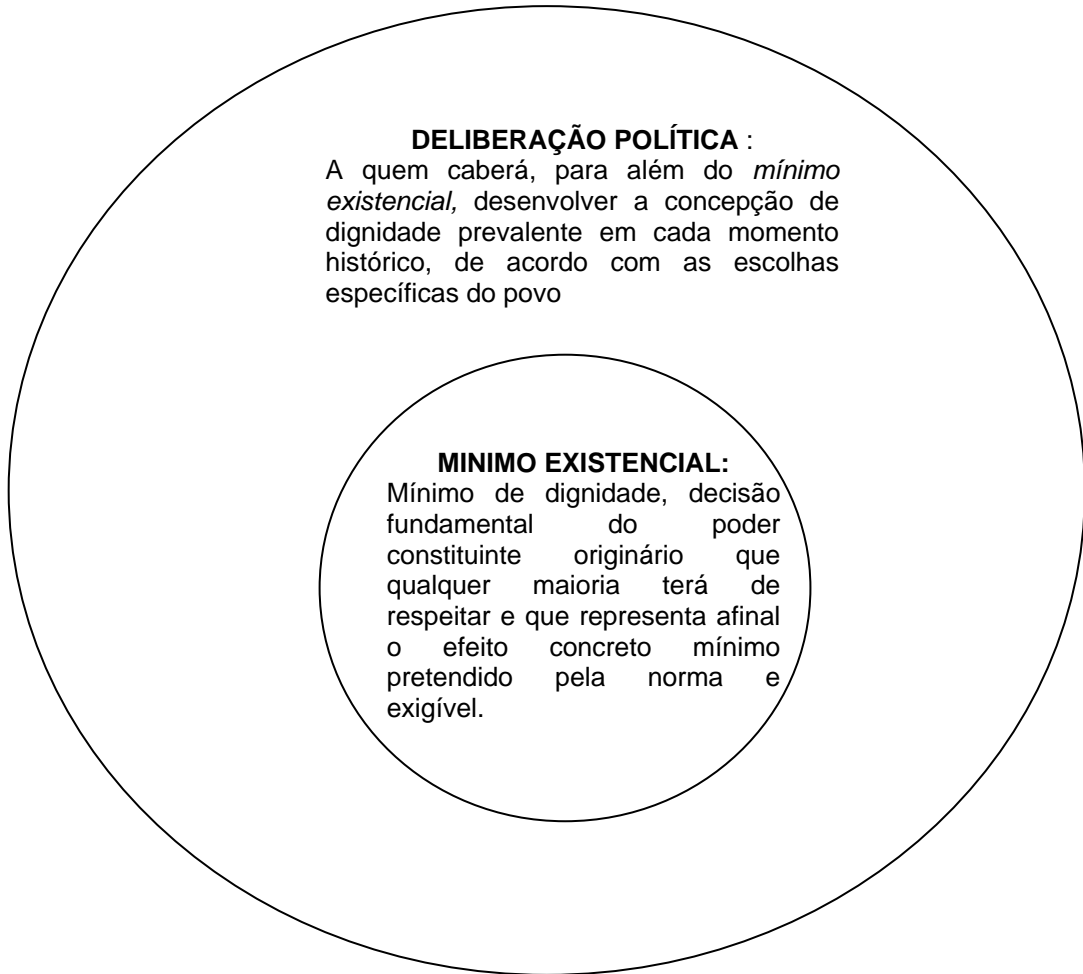 DELIBERAÇÃO POLÍTICA :
A quem caberá, para além do mínimo
existencial, desenvolver a concepção de
dignidade prevalente em cada momento
histórico, de acordo com as escolhas
específicas do povo
MINIMO EXISTENCIAL:
Mínimo de dignidade, decisão
fundamental do poder
constituinte originário que
qualquer maioria terá de
respeitar e que representa afinal
o efeito concreto mínimo
pretendido pela norma e
exigível.